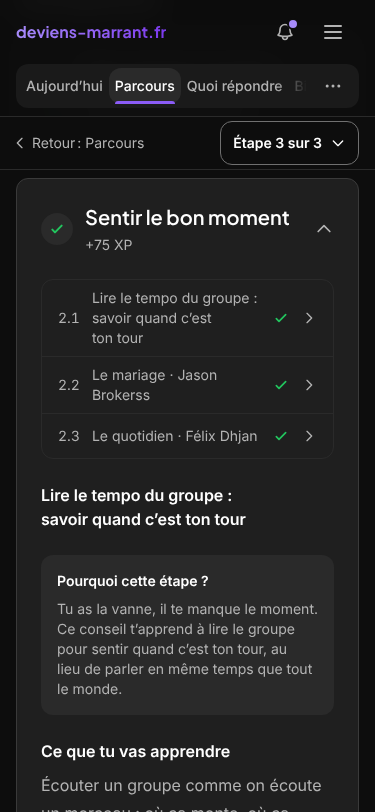 deviens-marrant.fr
Aujourd’hui Parcours Quoi répondre
Retour : Parcours
Étape 3 sur 3
Sentir le bon moment
+75 XP
2.1 Lire le tempo du groupe :
savoir quand c’est
ton tour
2.2 Le mariage · Jason
Brokerss
2.3 Le quotidien · Félix Dhjan
Lire le tempo du groupe :
savoir quand c’est ton tour
Pourquoi cette étape ?
Tu as la vanne, il te manque le moment.
Ce conseil t’apprend à lire le groupe
pour sentir quand c’est ton tour, au
lieu de parler en même temps que tout
le monde.
Ce que tu vas apprendre
Écouter un groupe comme on écoute